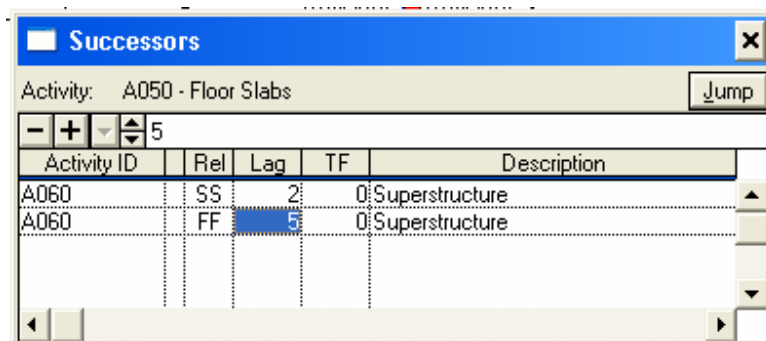 Successors
Activity: A050 - Floor Slabs Jump
5
Activity ID Rel Lag TF Description
A060 SS 2 0 Superstructure
A060 FF 5 0 Superstructure